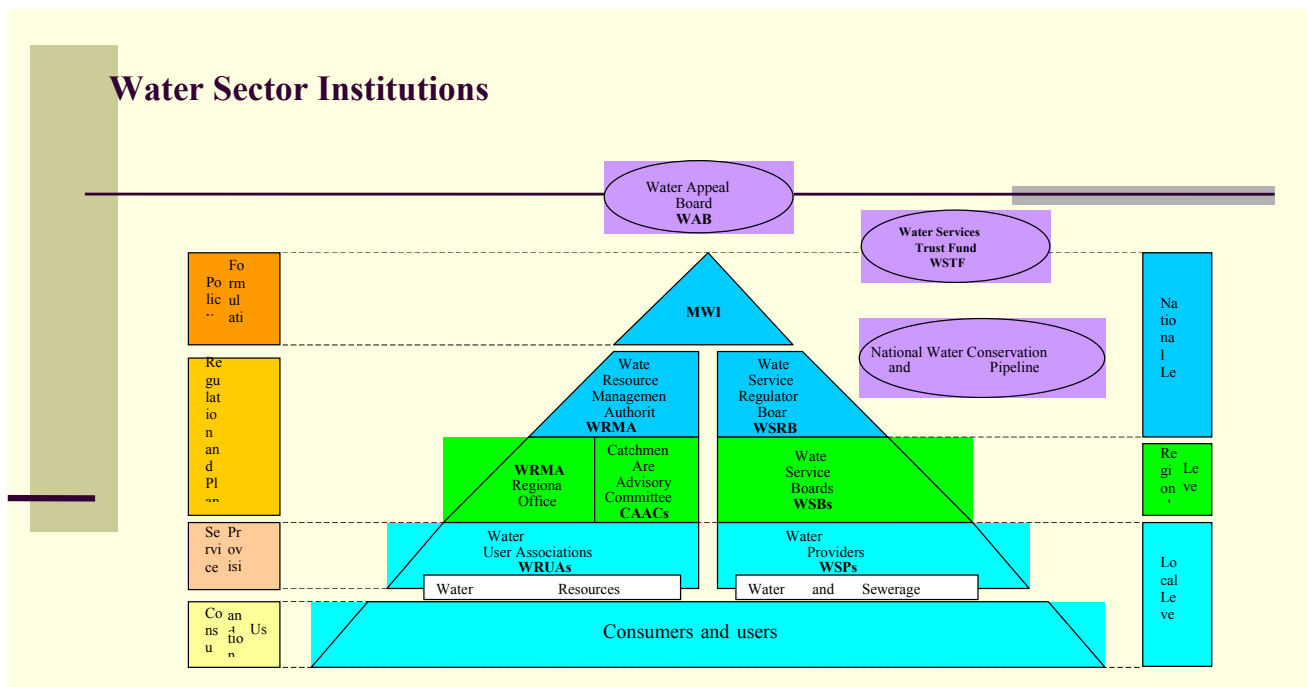 Water Sector Institutions
Water Appeal
Board
WAB
Water Services
Trust Fund
WSTF
National Water Conservation
and Pipeline
MWI
Wate
Resource
Managemen
Authorit
WRMA
Wate
Service
Regulator
Boar
WSRB
WRMA
Regiona
Office
Catchmen
Are
Advisory
Committee
CAACs
Wate
Service
Boards
WSBs
Water
User Associations
WRUAs
Water
Providers
WSPs
Water Resources
Water and Sewerage
Consumers and users
Po
lic
Fo
rm
ul
ati
Re
gu
lat
io
n
an
d
Pl
an
Se
rvi
ce
Pr
ov
isi
Co
ns
u
an
d
tio
n
Us
Na
tio
na
l
Le
Re
gi
on
Le
ve
Lo
cal
Le
ve